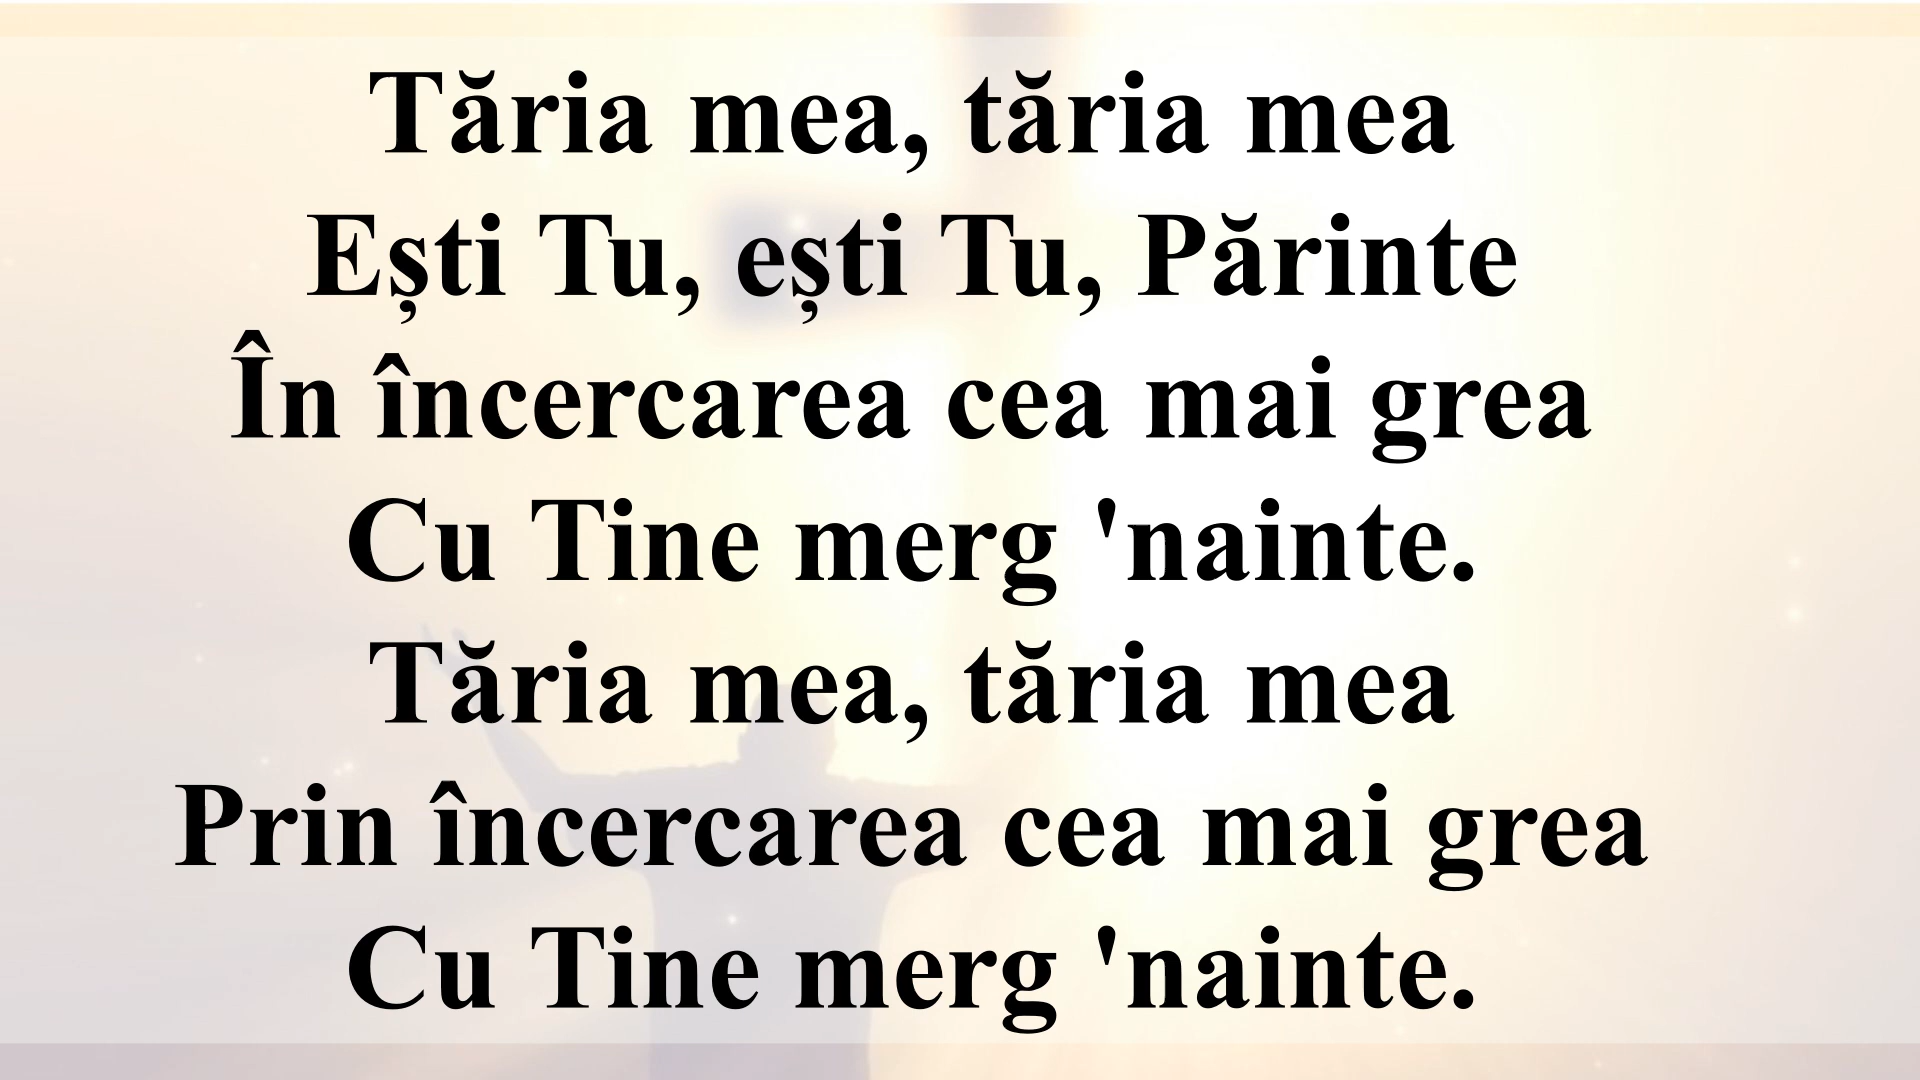 Tăria mea, tăria mea
Ești Tu, ești Tu, Părinte
În încercarea cea mai grea
Cu Tine merg 'nainte.
Tăria mea, tăria mea
Prin încercarea cea mai grea
Cu Tine merg 'nainte.